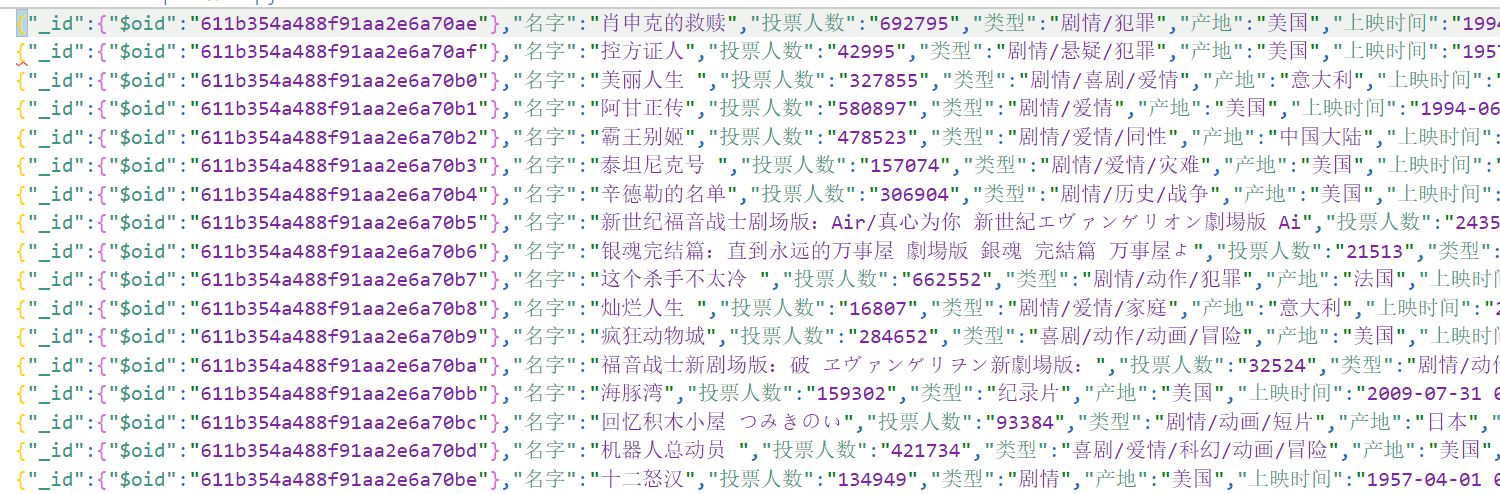 {"_id":{"$oid":"611b354a488f91aa2e6a70ae"},"名字":"肖申克的救赎","投票人数":"692795","类型":"剧情/犯罪","产地":"美国","上映时间":"1994
{"_id":{"$oid":"611b354a488f91aa2e6a70af"},"名字":"控方证人","投票人数":"42995","类型":"剧情/悬疑/犯罪","产地":"美国","上映时间":"195
{"_id":{"$oid":"611b354a488f91aa2e6a70b0"},"名字":"美丽人生 ","投票人数":"327855","类型":"剧情/喜剧/爱情","产地":"意大利","上映时间":"
{"_id":{"$oid":"611b354a488f91aa2e6a70b1"},"名字":"阿甘正传","投票人数":"580897","类型":"剧情/爱情","产地":"美国","上映时间":"1994-06
{"_id":{"$oid":"611b354a488f91aa2e6a70b2"},"名字":"霸王别姬","投票人数":"478523","类型":"剧情/爱情/同性","产地":"中国大陆","上映时间":
{"_id":{"$oid":"611b354a488f91aa2e6a70b3"},"名字":"泰坦尼克号 ","投票人数":"157074","类型":"剧情/爱情/灾难","产地":"美国","上映时间":"
{"_id":{"$oid":"611b354a488f91aa2e6a70b4"},"名字":"辛德勒的名单","投票人数":"306904","类型":"剧情/历史/战争","产地":"美国","上映时间":
{"_id":{"$oid":"611b354a488f91aa2e6a70b5"},"名字":"新世纪福音战士剧场版：Air/真心为你 新世紀エヴァンゲリオン劇場版 Ai","投票人数":"2435
{"_id":{"$oid":"611b354a488f91aa2e6a70b6"},"名字":"银魂完结篇：直到永远的万事屋 劇場版 銀魂 完結篇 万事屋よ","投票人数":"21513","类型":
{"_id":{"$oid":"611b354a488f91aa2e6a70b7"},"名字":"这个杀手不太冷 ","投票人数":"662552","类型":"剧情/动作/犯罪","产地":"法国","上映时
{"_id":{"$oid":"611b354a488f91aa2e6a70b8"},"名字":"灿烂人生 ","投票人数":"16807","类型":"剧情/爱情/家庭","产地":"意大利","上映时间":"2
{"_id":{"$oid":"611b354a488f91aa2e6a70b9"},"名字":"疯狂动物城","投票人数":"284652","类型":"喜剧/动作/动画/冒险","产地":"美国","上映时
{"_id":{"$oid":"611b354a488f91aa2e6a70ba"},"名字":"福音战士新剧场版：破 ヱヴァンゲリヲン新劇場版：","投票人数":"32524","类型":"剧情/动
{"_id":{"$oid":"611b354a488f91aa2e6a70bb"},"名字":"海豚湾","投票人数":"159302","类型":"纪录片","产地":"美国","上映时间":"2009-07-31 0
{"_id":{"$oid":"611b354a488f91aa2e6a70bc"},"名字":"回忆积木小屋 つみきのい","投票人数":"93384","类型":"剧情/动画/短片","产地":"日本","
{"_id":{"$oid":"611b354a488f91aa2e6a70bd"},"名字":"机器人总动员 ","投票人数":"421734","类型":"喜剧/爱情/科幻/动画/冒险","产地":"美国",
{"_id":{"$oid":"611b354a488f91aa2e6a70be"},"名字":"十二怒汉","投票人数":"134949","类型":"剧情","产地":"美国","上映时间":"1957-04-01 0